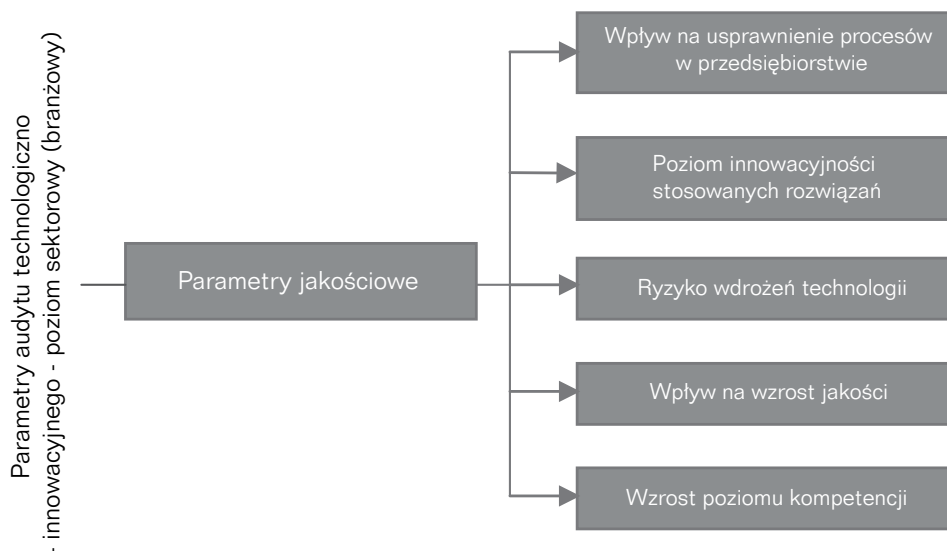 Parametry audytu technologiczno
- innowacyjnego - poziom sektorowy (branżowy)
Parametry jakościowe
Wpływ na usprawnienie procesów
w przedsiębiorstwie
Poziom innowacyjności
stosowanych rozwiązań
Ryzyko wdrożeń technologii
Wpływ na wzrost jakości
Wzrost poziomu kompetencji